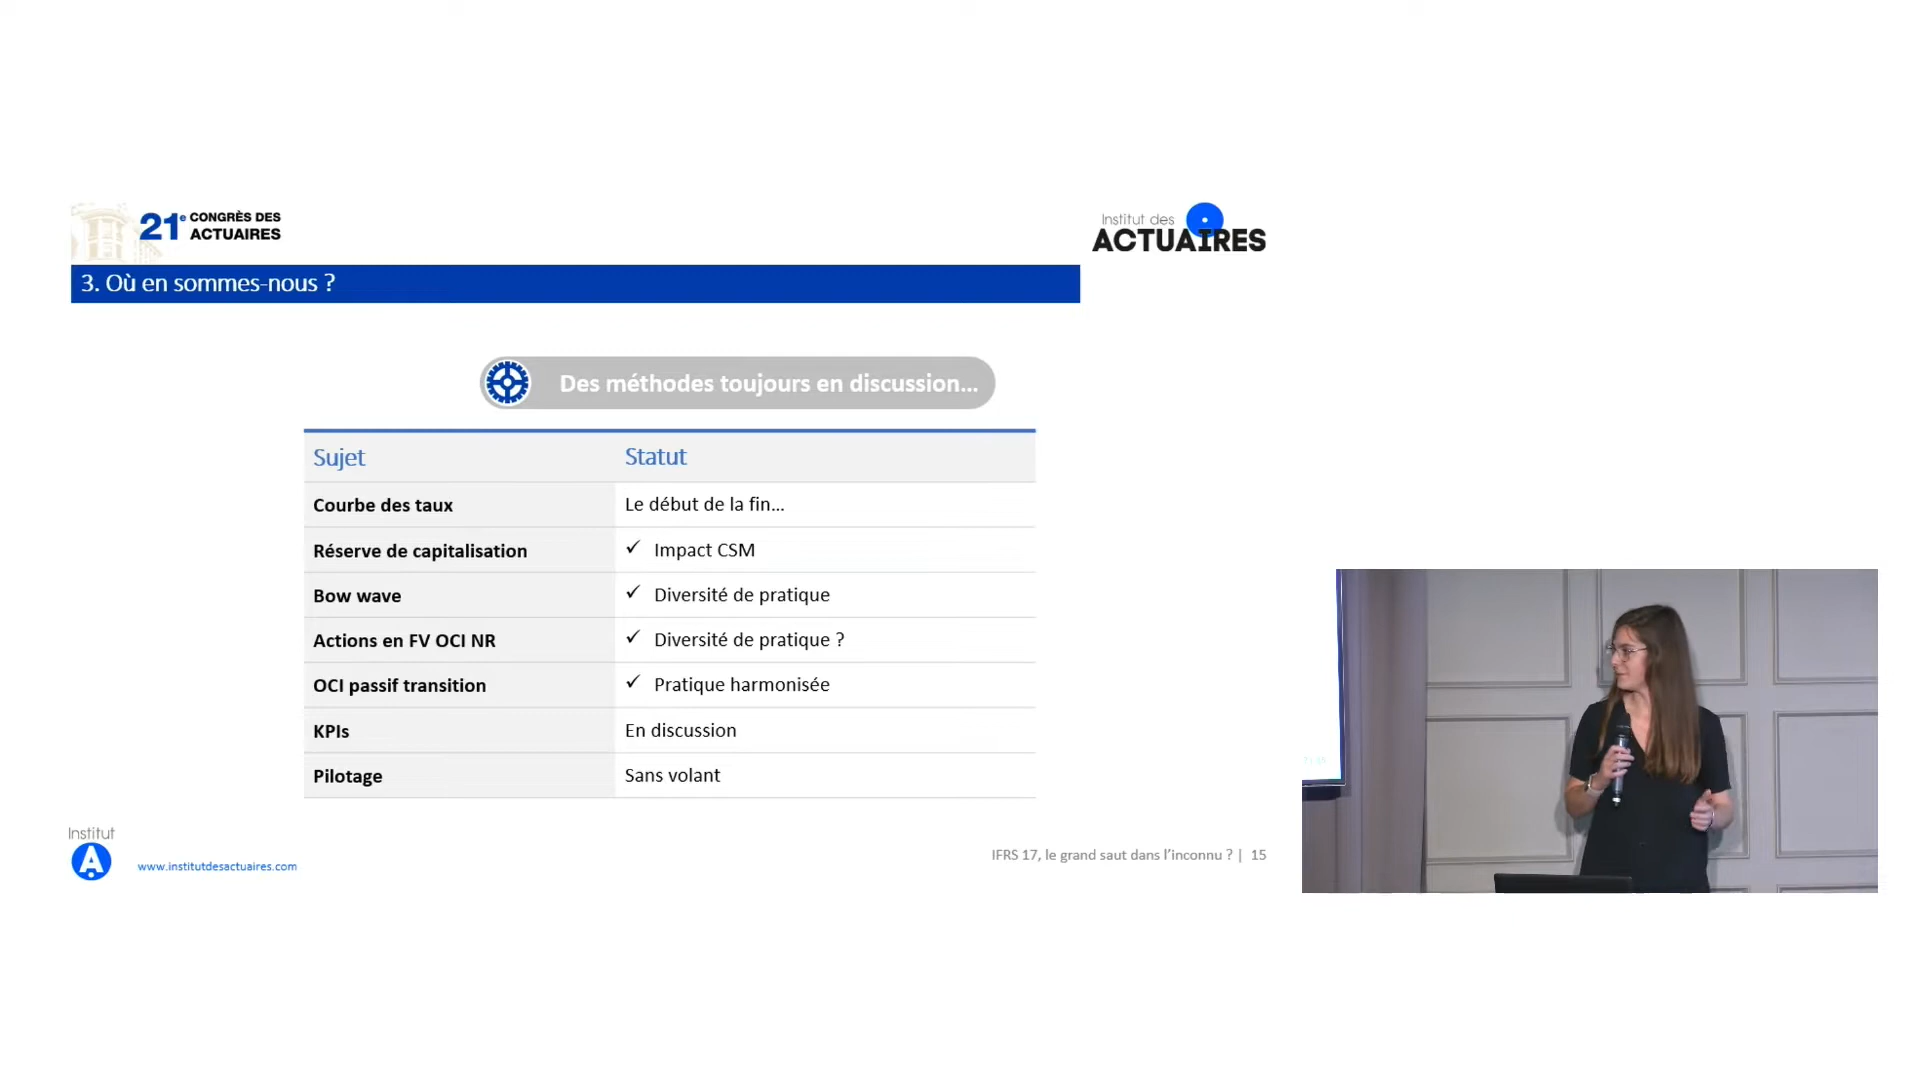 21e CONGRÈS DES
ACTUAIRES
Institut des
ACTUAIRES
3. Où en sommes-nous ?
Des méthodes toujours en discussion...
Sujet Statut
Courbe des taux Le début de la fin...
Réserve de capitalisation ✓ Impact CSM
Bow wave ✓ Diversité de pratique
Actions en FV OCI NR ✓ Diversité de pratique ?
OCI passif transition ✓ Pratique harmonisée
KPIs En discussion
Pilotage Sans volant
Institut
A
www.institutdesactuaires.com
IFRS 17, le grand saut dans l’inconnu ? | 15